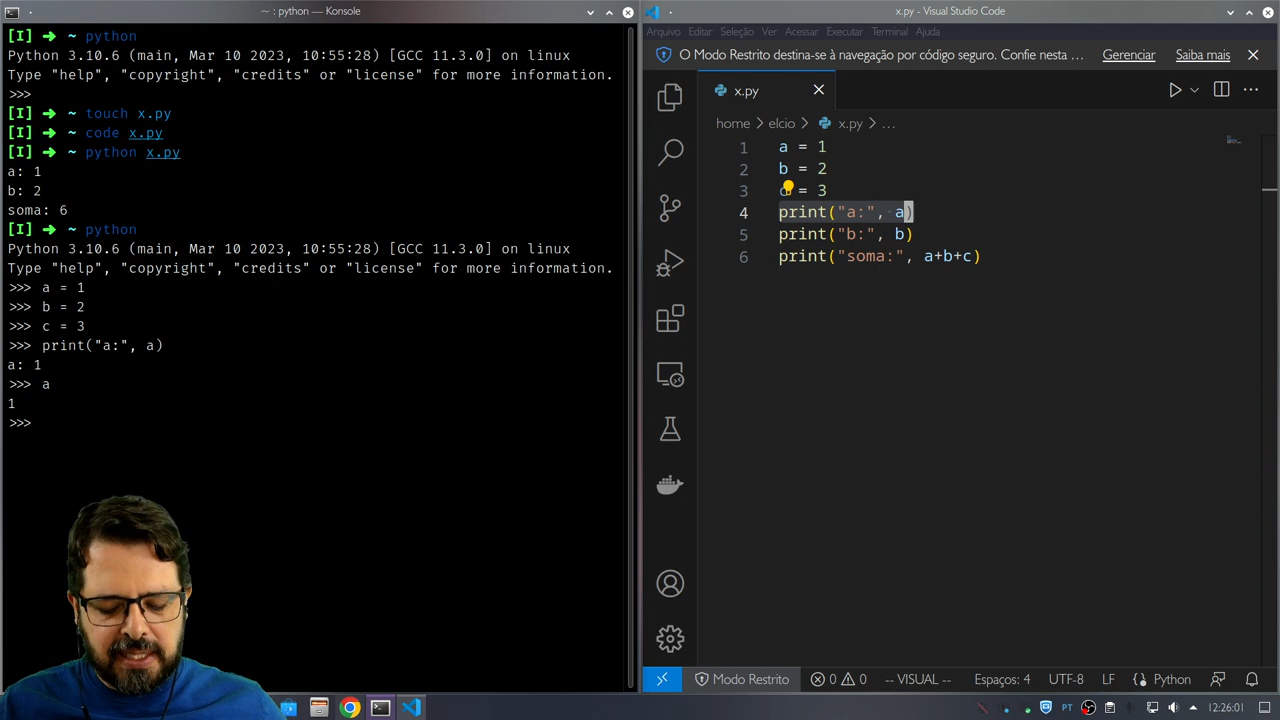 ~ : python — Konsole
[I] ➜ ~ python
Python 3.10.6 (main, Mar 10 2023, 10:55:28) [GCC 11.3.0] on linux
Type "help", "copyright", "credits" or "license" for more information.
>>>
[I] ➜ ~ touch x.py
[I] ➜ ~ code x.py
[I] ➜ ~ python x.py
a: 1
b: 2
soma: 6
[I] ➜ ~ python
Python 3.10.6 (main, Mar 10 2023, 10:55:28) [GCC 11.3.0] on linux
Type "help", "copyright", "credits" or "license" for more information.
>>> a = 1
>>> b = 2
>>> c = 3
>>> print("a:", a)
a: 1
>>> a
1
>>>
x.py - Visual Studio Code
Arquivo Editar Seleção Ver Acessar Executar Terminal Ajuda
O Modo Restrito destina-se à navegação por código seguro. Confie nesta ... Gerenciar Saiba mais
x.py
home > elcio > x.py > ...
1 a = 1
2 b = 2
3 c = 3
4 print("a:", a)
5 print("b:", b)
6 print("soma:", a+b+c)
Modo Restrito 0 0 -- VISUAL -- Espaços: 4 UTF-8 LF Python
PT 12:26:01